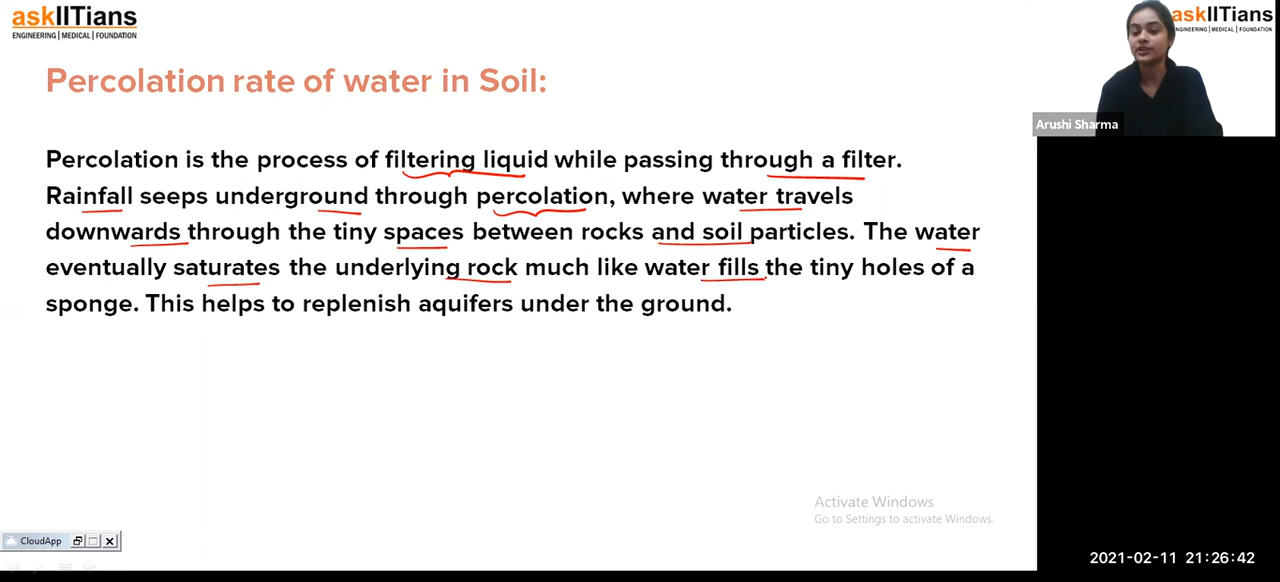 askIITians
ENGINEERING | MEDICAL | FOUNDATION
askIITians
ENGINEERING | MEDICAL | FOUNDATION
Arushi Sharma
Percolation rate of water in Soil:
Percolation is the process of filtering liquid while passing through a filter.
Rainfall seeps underground through percolation, where water travels
downwards through the tiny spaces between rocks and soil particles. The water
eventually saturates the underlying rock much like water fills the tiny holes of a
sponge. This helps to replenish aquifers under the ground.
Activate Windows
Go to Settings to activate Windows.
CloudApp
2021-02-11 21:26:42